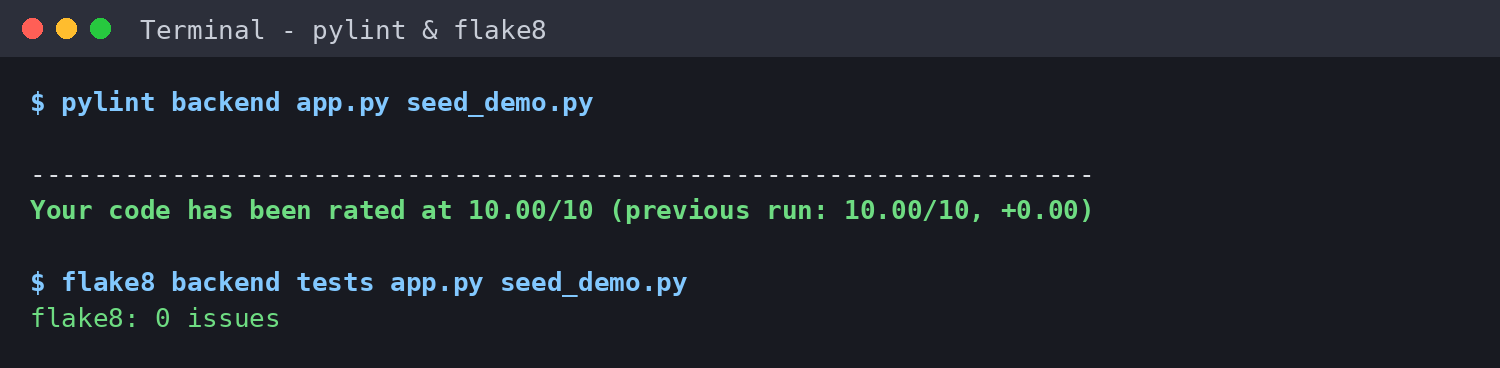 Terminal - pylint & flake8
$ pylint backend app.py seed_demo.py
--------------------------------------------------------------------
Your code has been rated at 10.00/10 (previous run: 10.00/10, +0.00)
$ flake8 backend tests app.py seed_demo.py
flake8: 0 issues